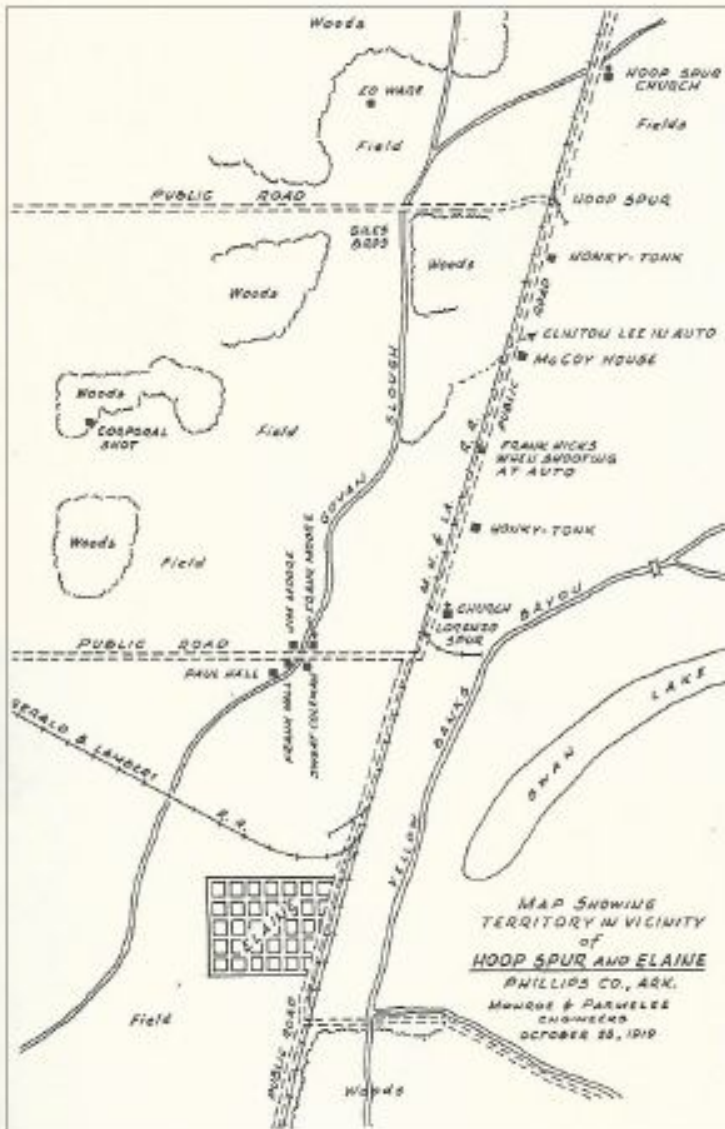 Woods
ED WARE
HOOP SPUR
CHURCH
Field
Fields
PUBLIC ROAD
HOOP SPUR
GILES
BROS
Woods
Woods
HONKY-TONK
PUBLIC ROAD
CLINTON LEE IN AUTO
McCOY HOUSE
SLOUGH
GOVAN
Woods
CORPORAL
SHOT
Field
R.R.
FRANK HICKS
WHEN SHOOTING
AT AUTO
Woods
Field
JIM MOORE
FRANK MOORE
HONKY-TONK
CHURCH
LORENZO
SPUR
BAYOU
BANKS
YELLOW
SWAN LAKE
PUBLIC ROAD
PAUL HALL
FRANK HALL
SWEAT COLEMAN
GERALD B LAMBERT
R.R.
ELAINE
MAP SHOWING
TERRITORY IN VICINITY
of
HOOP SPUR AND ELAINE
PHILLIPS CO., ARK.
MONROE & PARMELEE
ENGINEERS
OCTOBER 1919
Field
PUBLIC ROAD
Woods